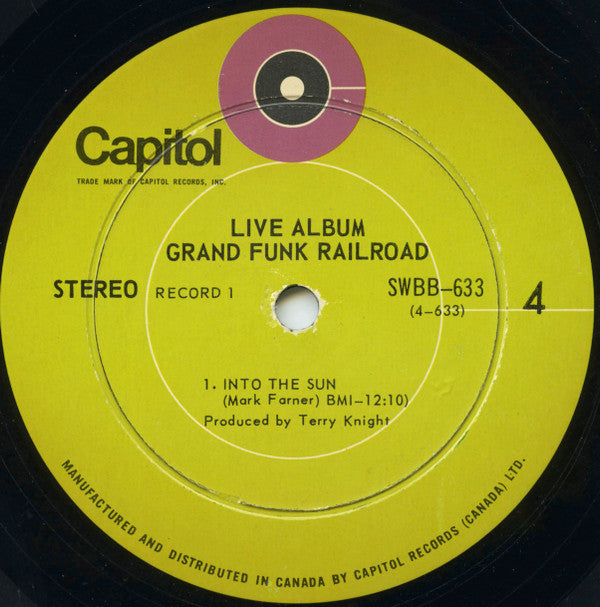 Capitol
TRADE MARK OF CAPITOL RECORDS, INC.
LIVE ALBUM
GRAND FUNK RAILROAD
STEREO RECORD 1 SWBB-633 4
(4-633)
1. INTO THE SUN
(Mark Farner) BMI-12:10)
Produced by Terry Knight
MANUFACTURED AND DISTRIBUTED IN CANADA BY CAPITOL RECORDS (CANADA) LTD.